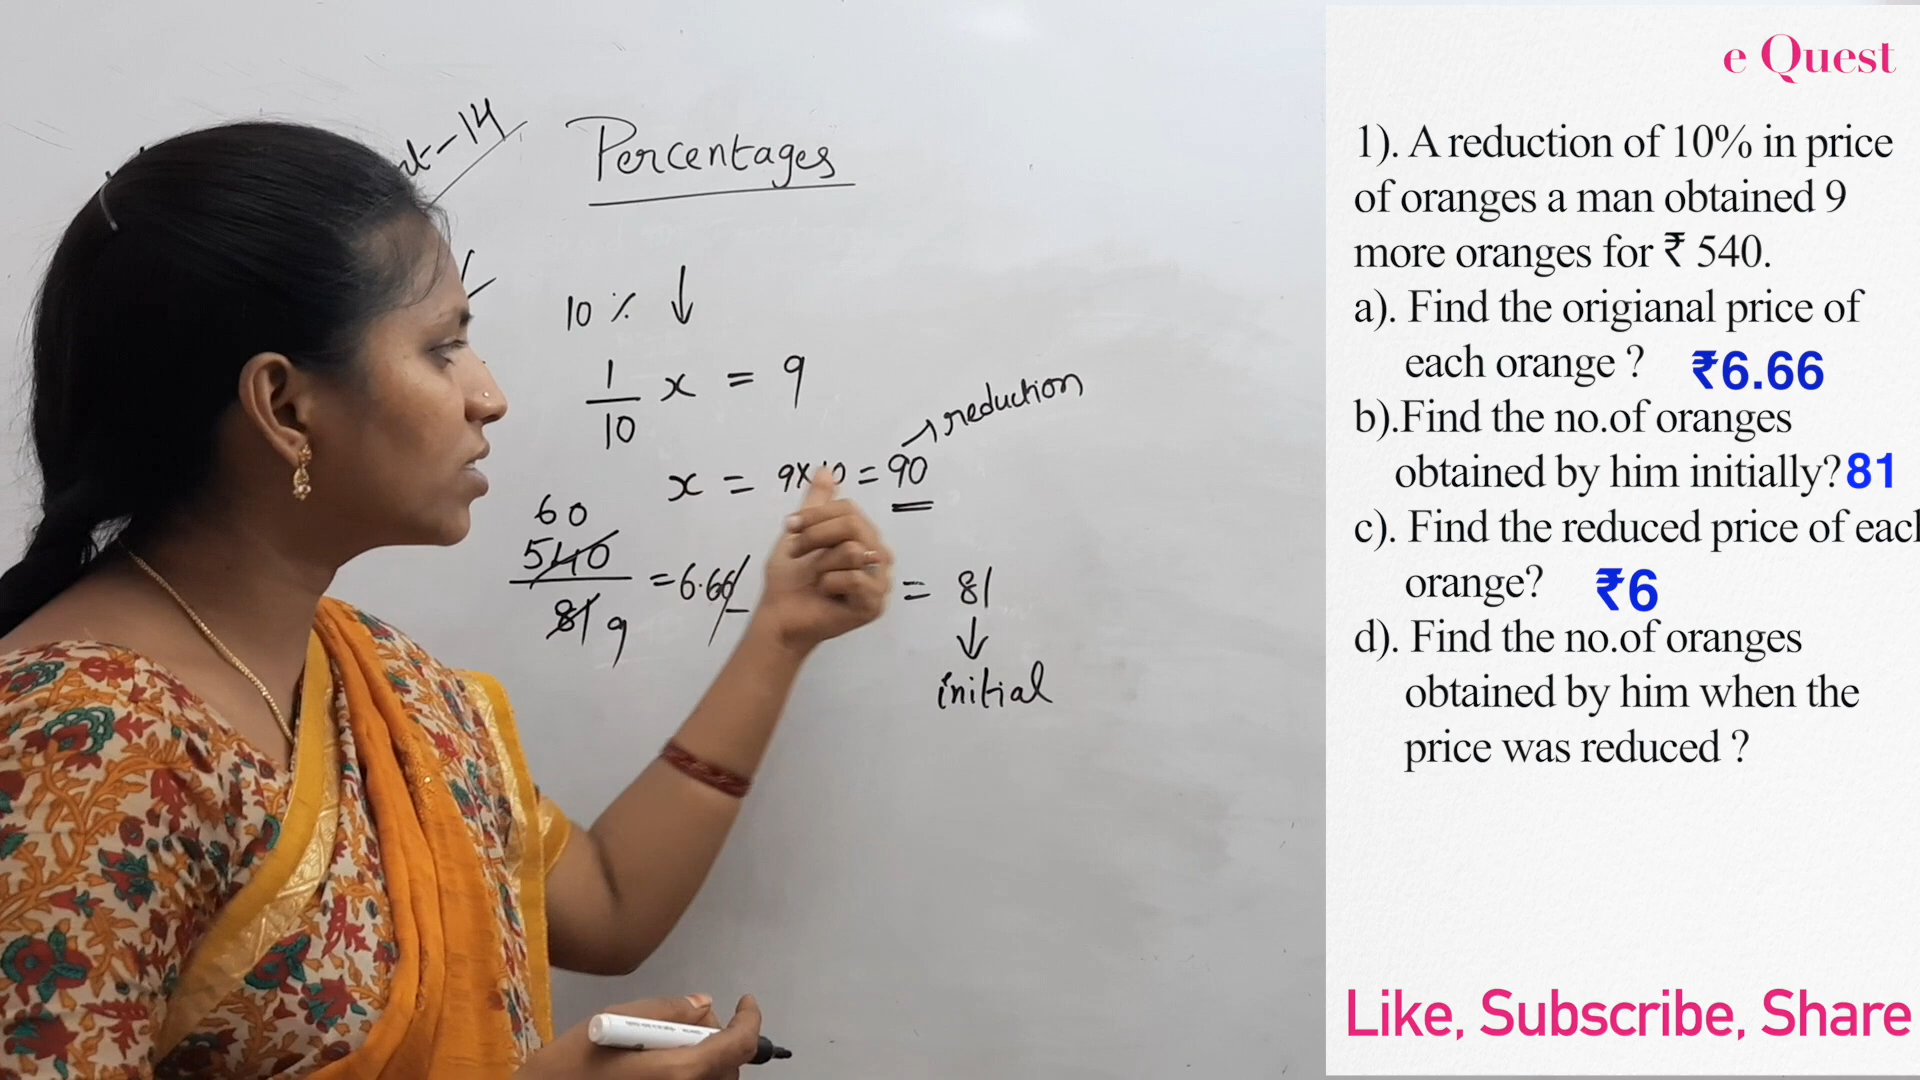 Percentages
10 % ↓
1/10 x = 9
x = 9x10 = 90
→ reduction
60
540/81 9 = 6.66
= 81
↓
initial
e Quest
1). A reduction of 10% in price
of oranges a man obtained 9
more oranges for ₹ 540.
a). Find the origianal price of
each orange ? ₹6.66
b).Find the no.of oranges
obtained by him initially? 81
c). Find the reduced price of each
orange? ₹6
d). Find the no.of oranges
obtained by him when the
price was reduced ?
Like, Subscribe, Share